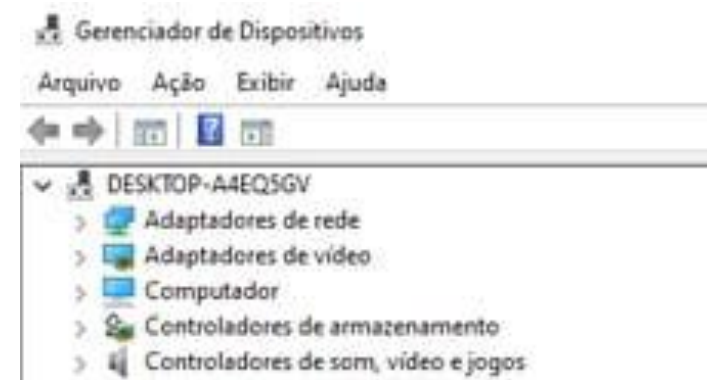 Gerenciador de Dispositivos
Arquivo Ação Exibir Ajuda
DESKTOP-A4EQ5GV
Adaptadores de rede
Adaptadores de vídeo
Computador
Controladores de armazenamento
Controladores de som, vídeo e jogos